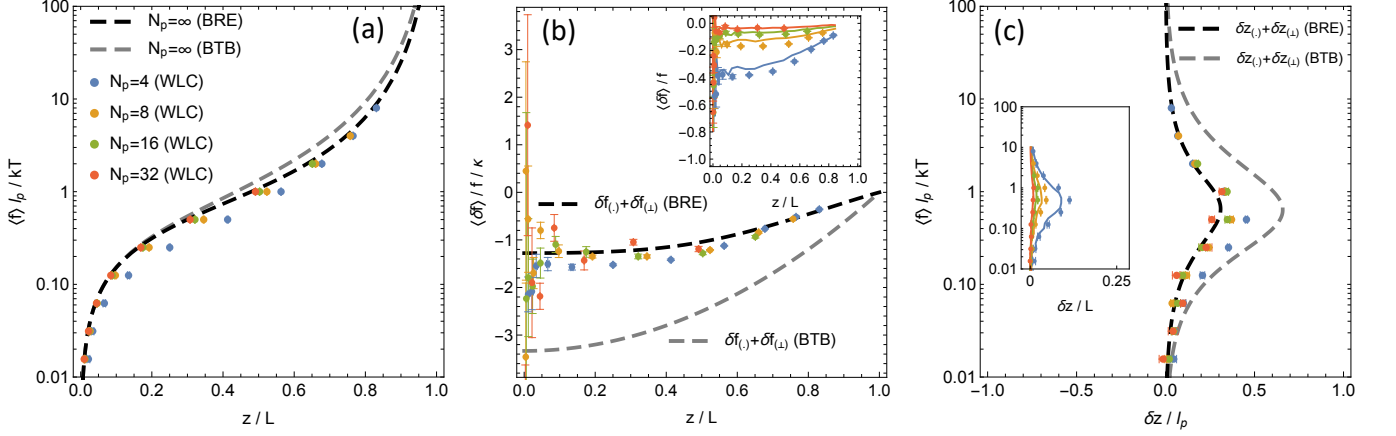 (a)
N_p=∞ (BRE)
N_p=∞ (BTB)
N_p=4 (WLC)
N_p=8 (WLC)
N_p=16 (WLC)
N_p=32 (WLC)
⟨f⟩ l_p / kT
100
10
1
0.10
0.01
0.0 0.2 0.4 0.6 0.8 1.0
z / L
(b)
⟨δf⟩ / f / κ
3
2
1
0
−1
−2
−3
0.0 0.2 0.4 0.6 0.8 1.0
z / L
δf_(.)+δf_(⊥) (BRE)
δf_(.)+δf_(⊥) (BTB)
⟨δf⟩ / f
0.0
−0.2
−0.4
−0.6
−0.8
−1.0
0.0 0.2 0.4 0.6 0.8 1.0
z / L
(c)
δz_(.)+δz_(⊥) (BRE)
δz_(.)+δz_(⊥) (BTB)
⟨f⟩ l_p / kT
100
10
1
0.10
0.01
−1.0 −0.5 0.0 0.5 1.0
δz / l_p
100
10
1
0.10
0.01
0 0.25
δz / L